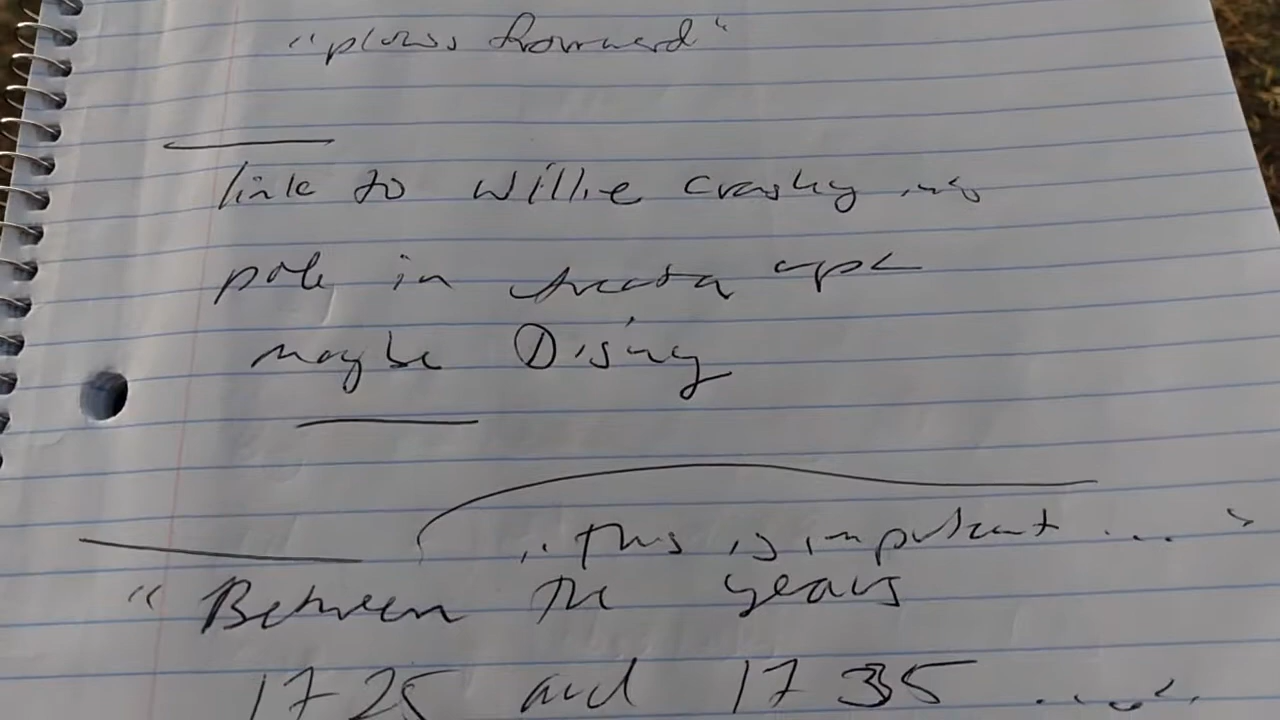 "plows forward"
link to Willie crashing into
pole in
maybe
"this is important ..."
"Between the years
1725 and 1735 ...."